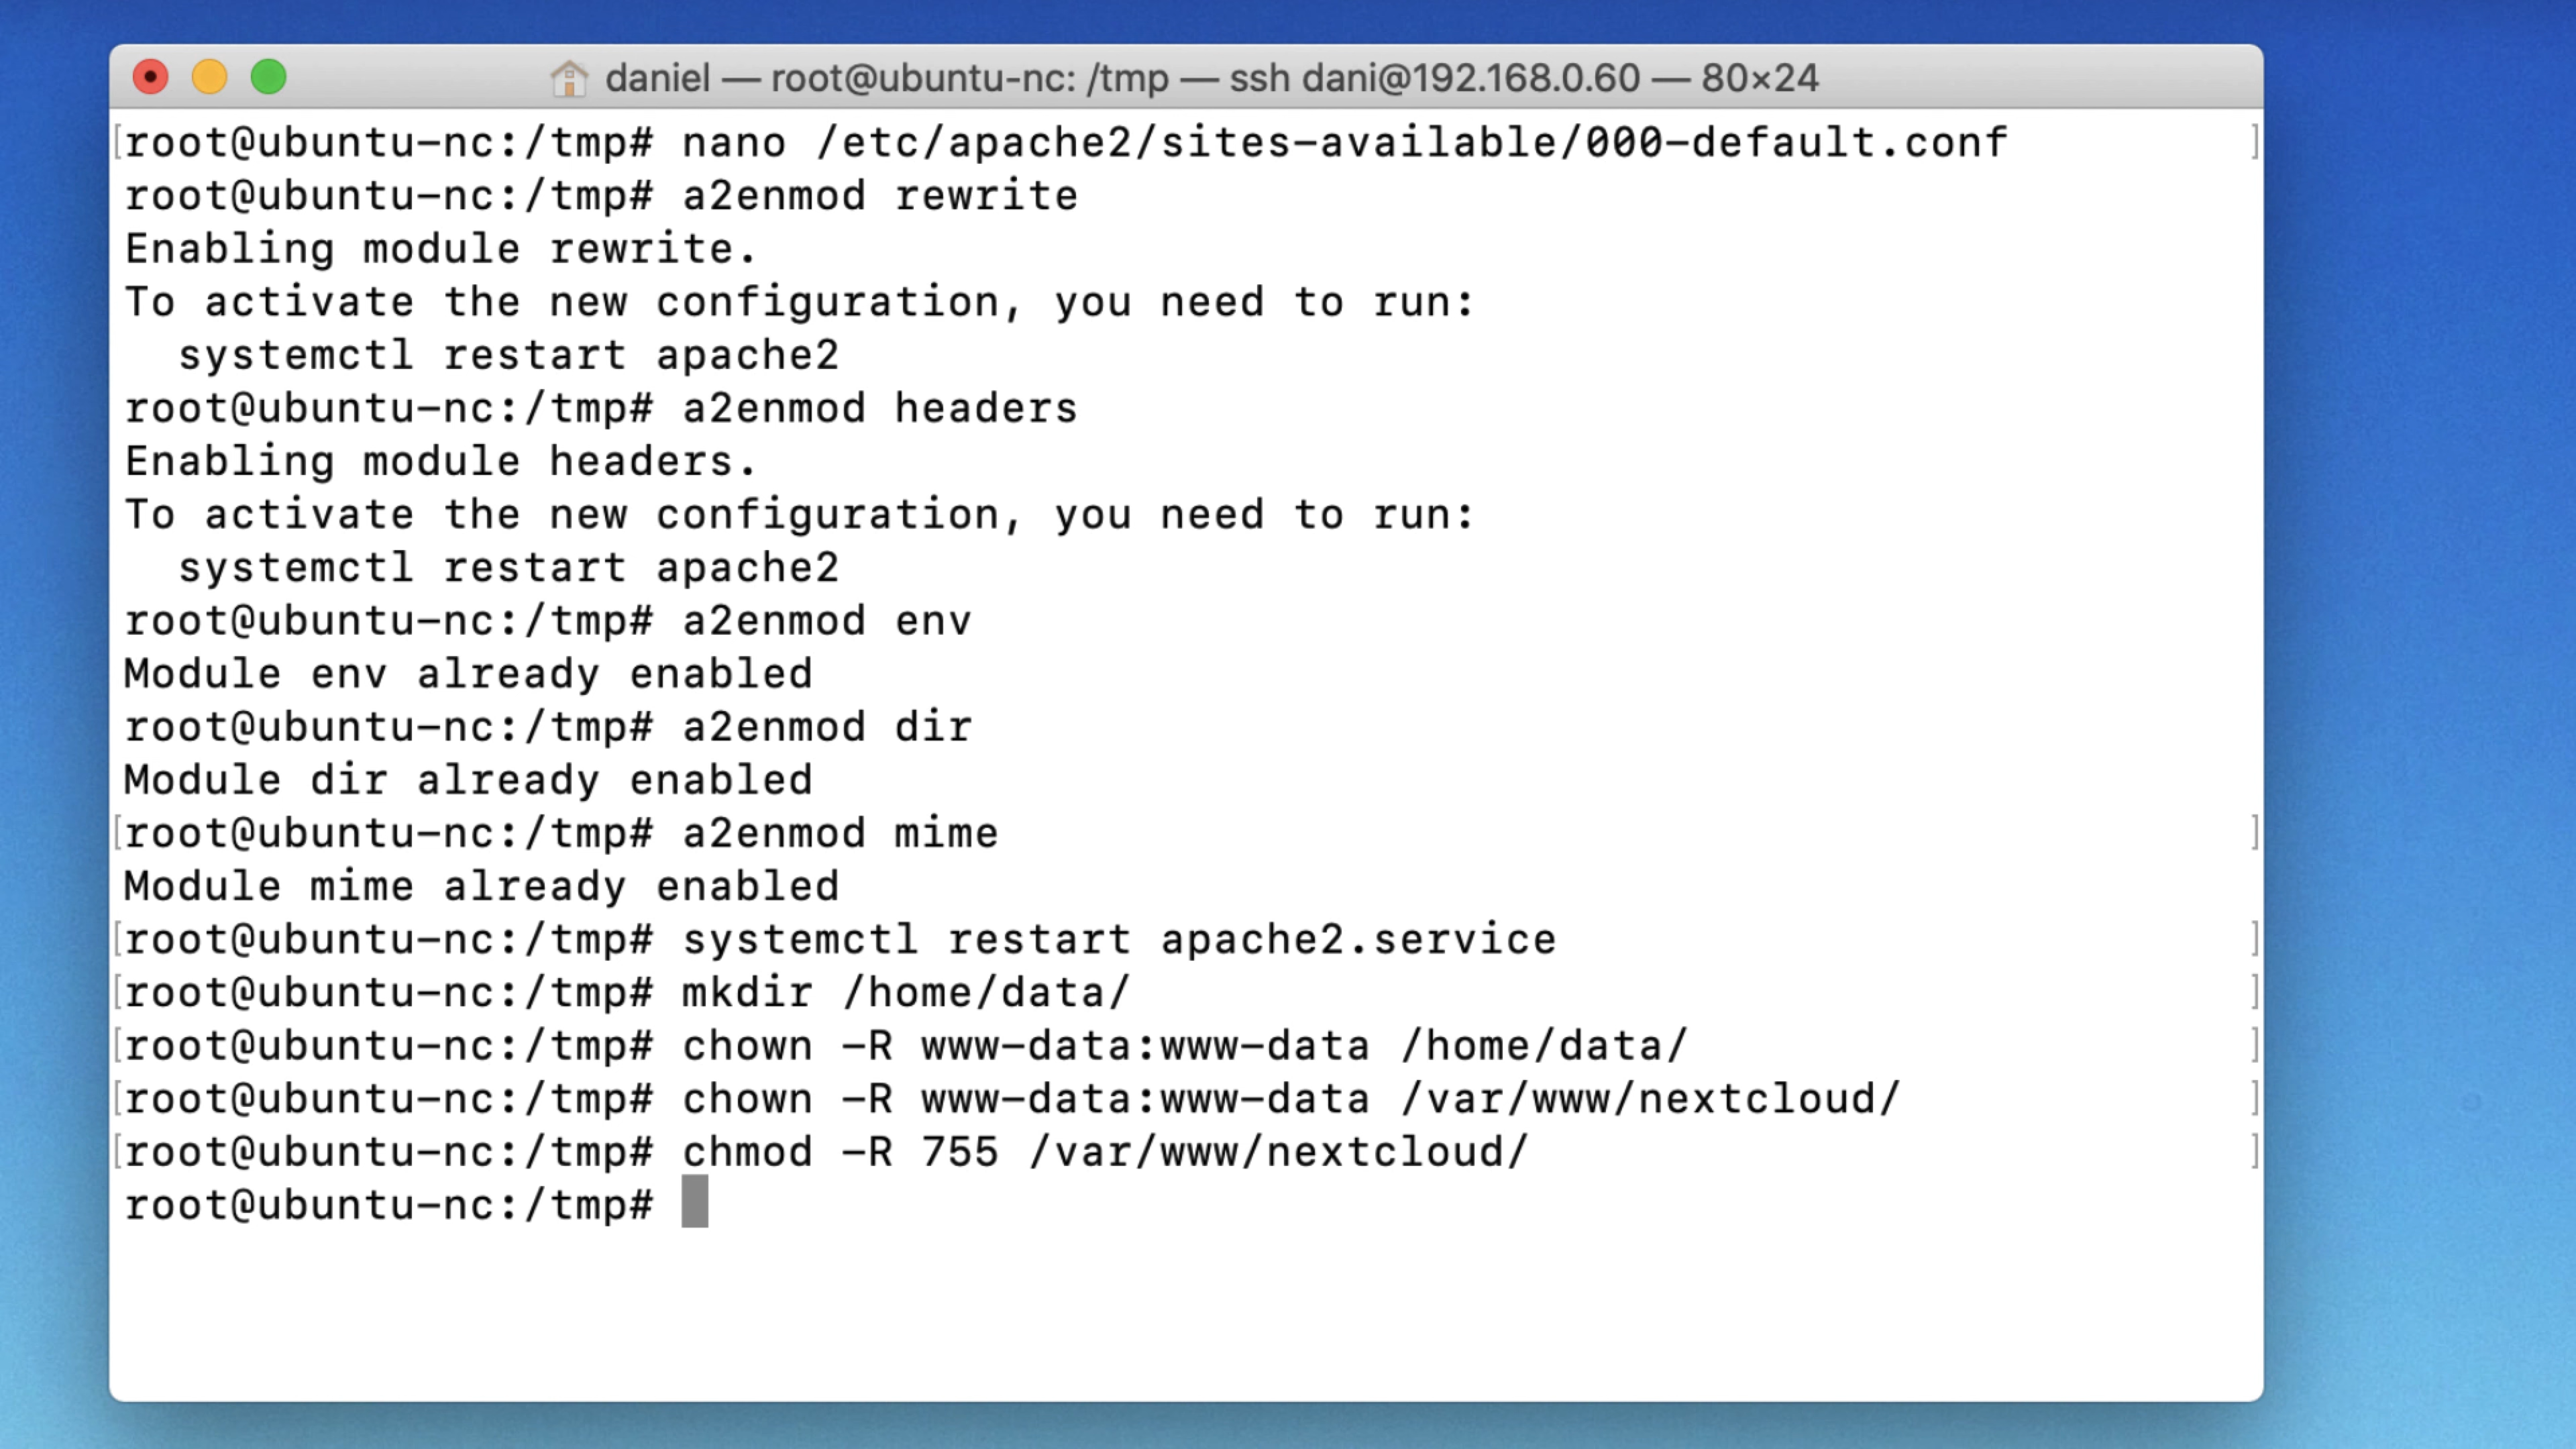 daniel — root@ubuntu-nc: /tmp — ssh dani@192.168.0.60 — 80×24
[root@ubuntu-nc:/tmp# nano /etc/apache2/sites-available/000-default.conf ]
root@ubuntu-nc:/tmp# a2enmod rewrite
Enabling module rewrite.
To activate the new configuration, you need to run:
  systemctl restart apache2
root@ubuntu-nc:/tmp# a2enmod headers
Enabling module headers.
To activate the new configuration, you need to run:
  systemctl restart apache2
root@ubuntu-nc:/tmp# a2enmod env
Module env already enabled
root@ubuntu-nc:/tmp# a2enmod dir
Module dir already enabled
[root@ubuntu-nc:/tmp# a2enmod mime ]
Module mime already enabled
[root@ubuntu-nc:/tmp# systemctl restart apache2.service ]
[root@ubuntu-nc:/tmp# mkdir /home/data/ ]
[root@ubuntu-nc:/tmp# chown -R www-data:www-data /home/data/ ]
[root@ubuntu-nc:/tmp# chown -R www-data:www-data /var/www/nextcloud/ ]
[root@ubuntu-nc:/tmp# chmod -R 755 /var/www/nextcloud/ ]
root@ubuntu-nc:/tmp#